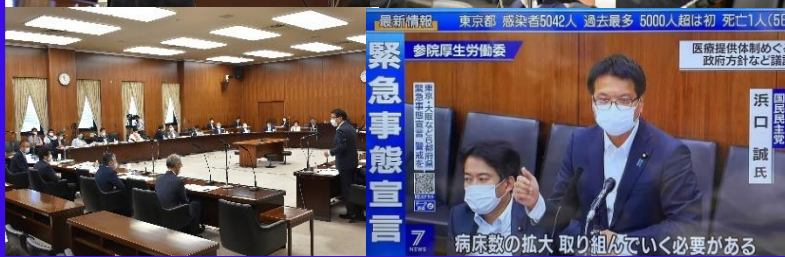 最新情報 東京都 感染者5042人 過去最多 5000人超は初 死亡1人(5日
緊急事態宣言
参院厚生労働委
医療提供体制めぐ
政府方針など議
東京・大阪など6都府県
緊急事態宣言 警戒を
国民民主党
浜口 誠氏
7
NEWS
病床数の拡大 取り組んでいく必要がある